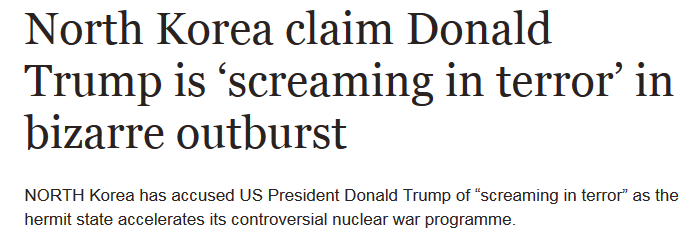 North Korea claim Donald
Trump is ‘screaming in terror’ in
bizarre outburst
NORTH Korea has accused US President Donald Trump of “screaming in terror” as the
hermit state accelerates its controversial nuclear war programme.